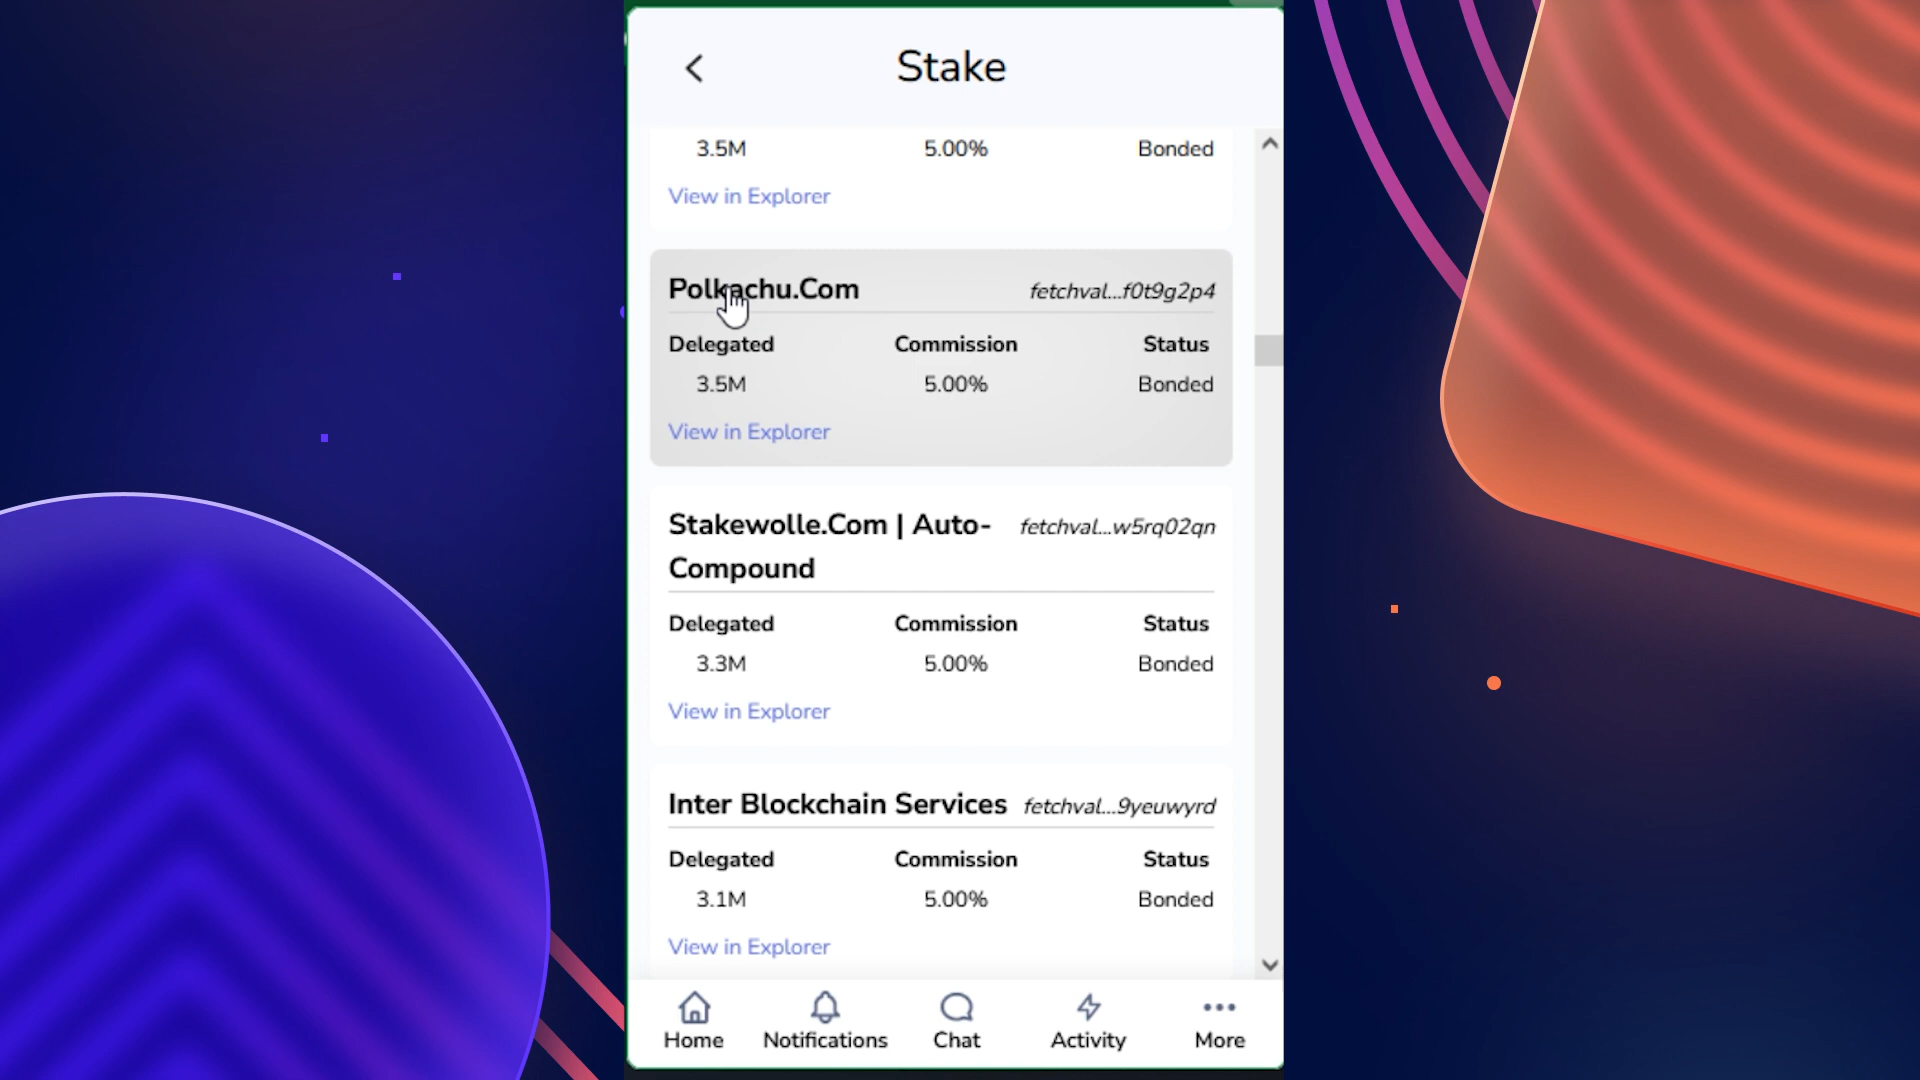 Stake
3.5M 5.00% Bonded
View in Explorer
Polkachu.Com fetchval...f0t9g2p4
Delegated Commission Status
3.5M 5.00% Bonded
View in Explorer
Stakewolle.Com | Auto- fetchval...w5rq02qn
Compound
Delegated Commission Status
3.3M 5.00% Bonded
View in Explorer
Inter Blockchain Services fetchval...9yeuwyrd
Delegated Commission Status
3.1M 5.00% Bonded
View in Explorer
Home Notifications Chat Activity More